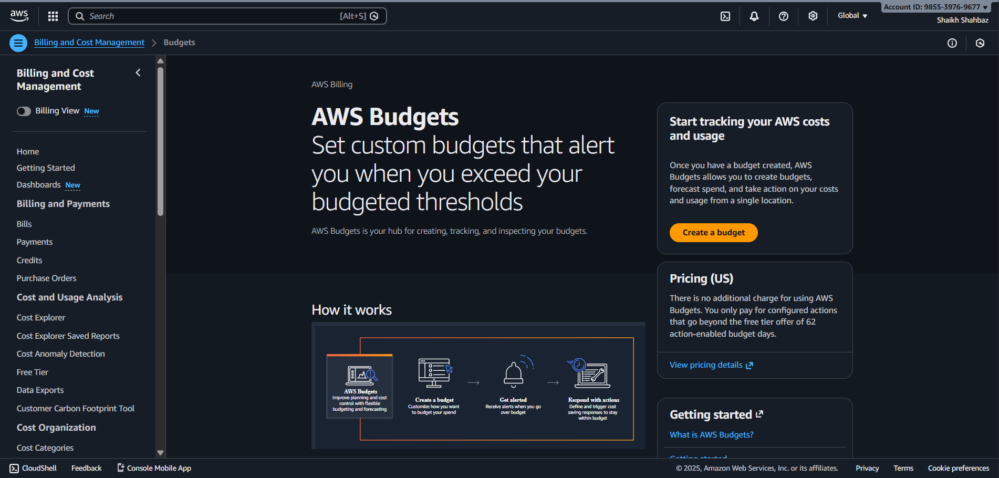 aws
Search
[Alt+S]
Global
Account ID: 9855-3976-9677
Shaikh Shahbaz
Billing and Cost Management
Budgets
Billing and Cost
Management
Billing View New
Home
Getting Started
Dashboards New
Billing and Payments
Bills
Payments
Credits
Purchase Orders
Cost and Usage Analysis
Cost Explorer
Cost Explorer Saved Reports
Cost Anomaly Detection
Free Tier
Data Exports
Customer Carbon Footprint Tool
Cost Organization
Cost Categories
AWS Billing
AWS Budgets
Set custom budgets that alert
you when you exceed your
budgeted thresholds
AWS Budgets is your hub for creating, tracking, and inspecting your budgets.
How it works
AWS Budgets
Improve planning and cost
control with flexible
budgeting and forecasting
Create a budget
Customize how you want
to budget your spend
Get alerted
Receive alerts when you go
over budget
Respond with actions
Define and trigger cost
saving responses to stay
within budget
Start tracking your AWS costs
and usage
Once you have a budget created, AWS
Budgets allows you to create budgets,
forecast spend, and take action on your costs
and usage from a single location.
Create a budget
Pricing (US)
There is no additional charge for using AWS
Budgets. You only pay for configured actions
that go beyond the free tier offer of 62
action-enabled budget days.
View pricing details
Getting started
What is AWS Budgets?
Getting started
CloudShell
Feedback
Console Mobile App
© 2025, Amazon Web Services, Inc. or its affiliates.
Privacy
Terms
Cookie preferences